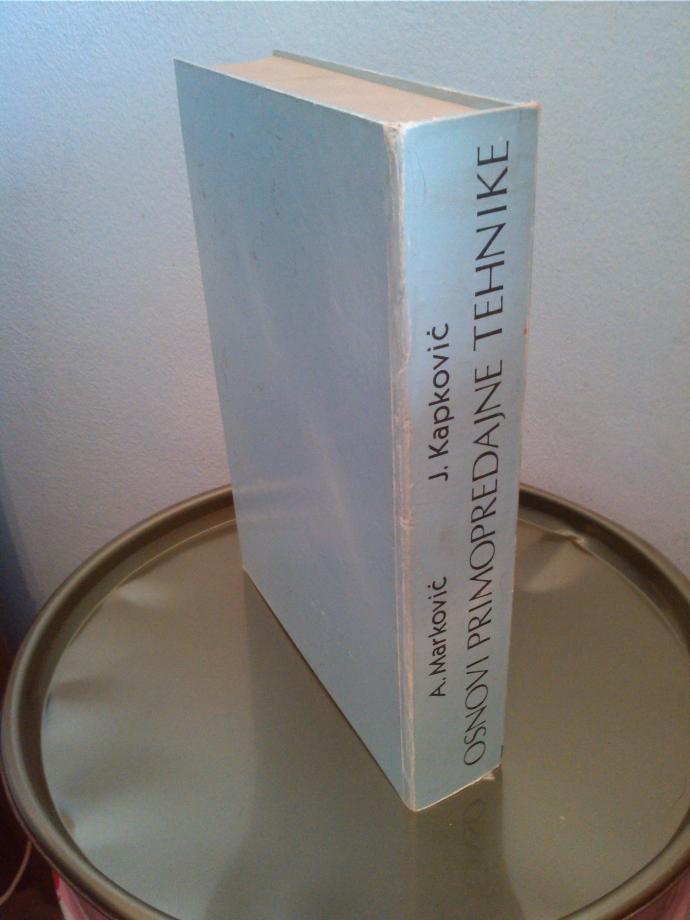 A. Marković J. Kapković
OSNOVI PRIMOPREDAJNE TEHNIKE